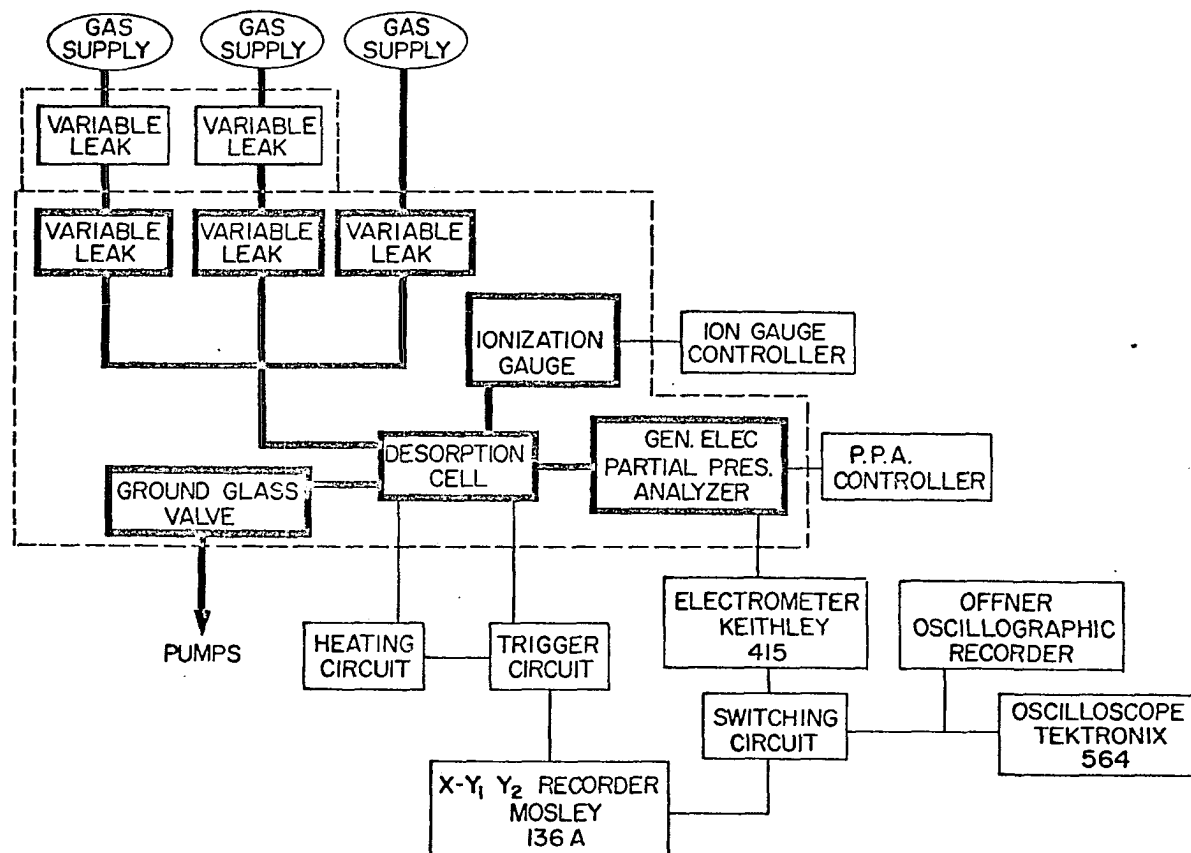 GAS
SUPPLY
GAS
SUPPLY
GAS
SUPPLY
VARIABLE
LEAK
VARIABLE
LEAK
VARIABLE
LEAK
VARIABLE
LEAK
VARIABLE
LEAK
IONIZATION
GAUGE
ION GAUGE
CONTROLLER
DESORPTION
CELL
GEN. ELEC
PARTIAL PRES.
ANALYZER
P.P.A.
CONTROLLER
GROUND GLASS
VALVE
PUMPS
HEATING
CIRCUIT
TRIGGER
CIRCUIT
ELECTROMETER
KEITHLEY
415
OFFNER
OSCILLOGRAPHIC
RECORDER
SWITCHING
CIRCUIT
OSCILLOSCOPE
TEKTRONIX
564
X-Y₁ Y₂ RECORDER
MOSLEY
136 A